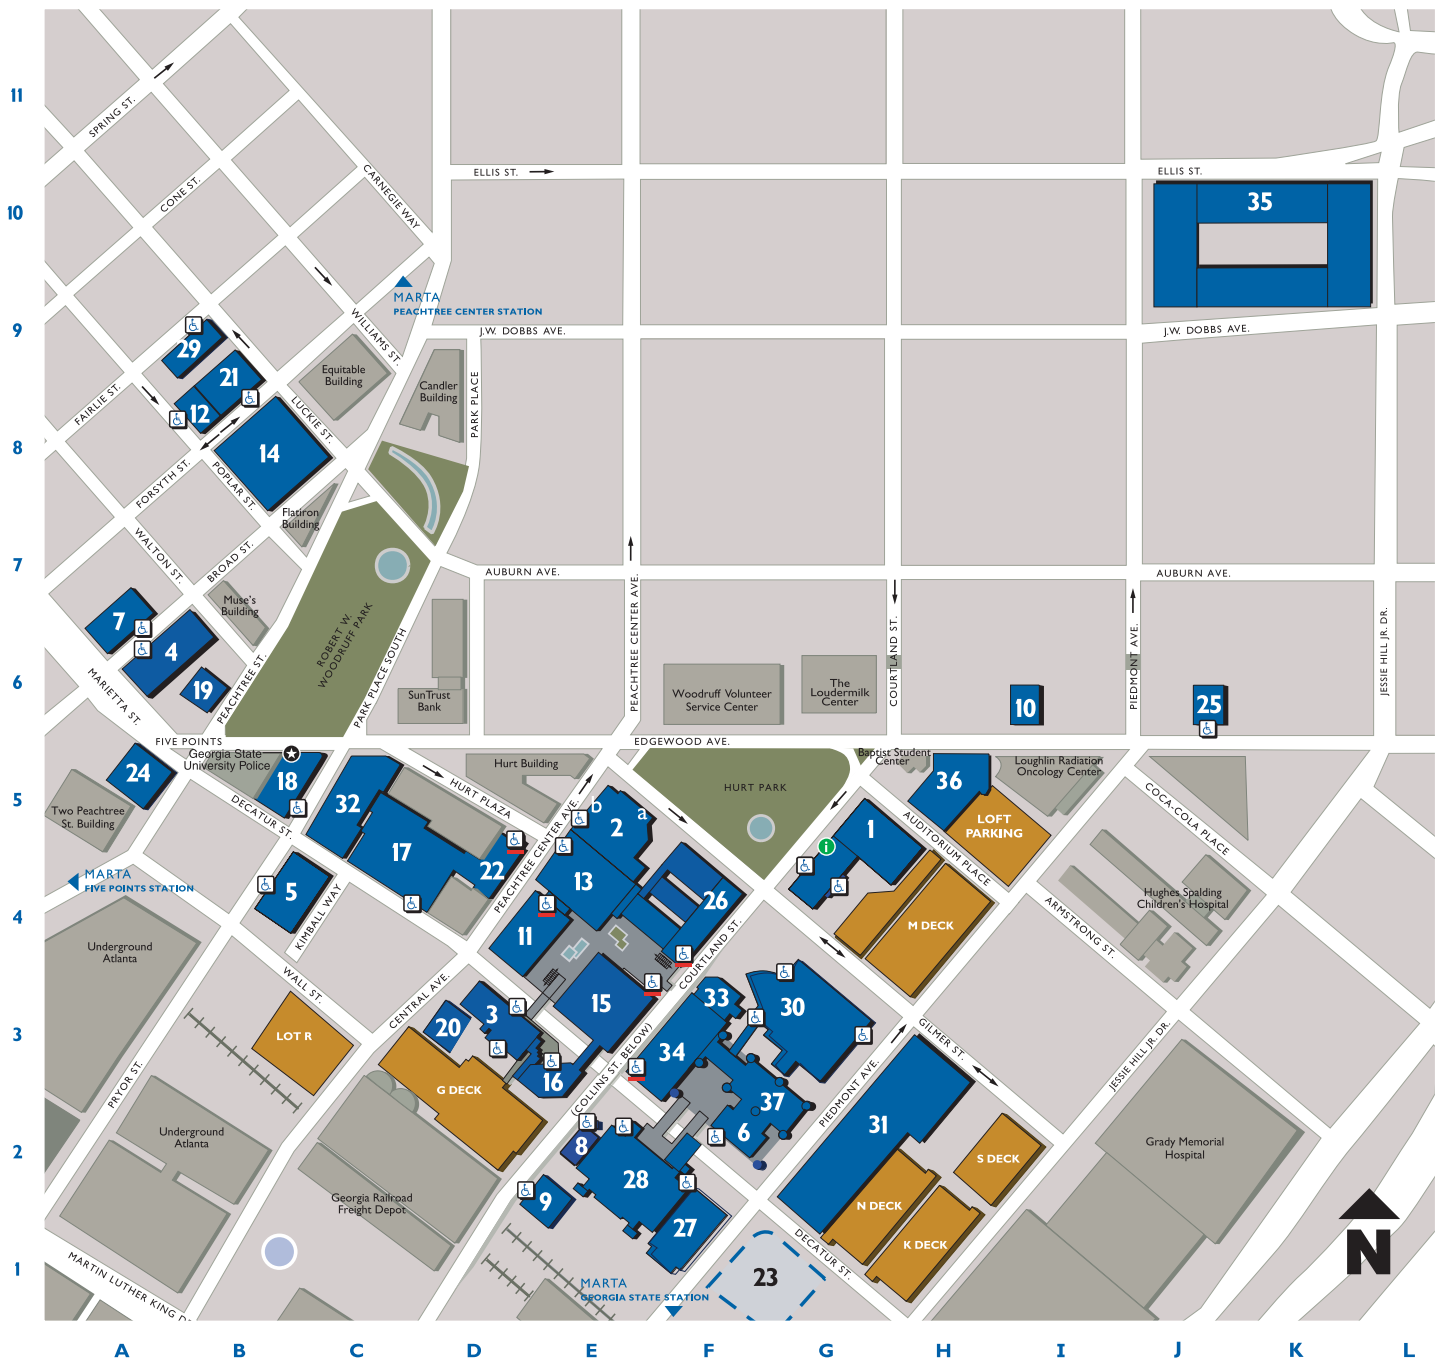 11
SPRING ST.
CONE ST.
CARNEGIE WAY
ELLIS ST.
ELLIS ST.
10
35
MARTA
PEACHTREE CENTER STATION
9
WILLIAMS ST.
J.W. DOBBS AVE.
J.W. DOBBS AVE.
29
21
12
Equitable
Building
Candler
Building
PARK PLACE
FAIRLIE ST.
LUCKIE ST.
8
14
FORSYTH ST.
POPLAR ST.
Flatiron
Building
WALTON ST.
BROAD ST.
7
AUBURN AVE.
AUBURN AVE.
PEACHTREE CENTER AVE.
COURTLAND ST.
PIEDMONT AVE.
JESSIE HILL JR. DR.
7
4
19
Muse's
Building
ROBERT W.
WOODRUFF PARK
PARK PLACE SOUTH
PEACHTREE ST.
6
MARIETTA ST.
SunTrust
Bank
Woodruff Volunteer
Service Center
The
Loudermilk
Center
10
25
FIVE POINTS
EDGEWOOD AVE.
Georgia State
University Police
24
18
32
Hurt Building
HURT PLAZA
HURT PARK
Baptist Student
Center
36
Loughlin Radiation
Oncology Center
5
Two Peachtree
St. Building
DECATUR ST.
PEACHTREE CENTER AVE.
b
a
2
i
1
AUDITORIUM PLACE
LOFT
PARKING
COCA-COLA PLACE
17
22
13
26
MARTA
FIVE POINTS STATION
5
KIMBALL WAY
Hughes Spalding
Children's Hospital
ARMSTRONG ST.
4
11
M DECK
Underground
Atlanta
COURTLAND ST.
WALL ST.
CENTRAL AVE.
15
33
30
3
LOT R
20
3
34
GILMER ST.
PRYOR ST.
G DECK
16
(COLLINS ST. BELOW)
37
PIEDMONT AVE.
JESSIE HILL JR. DR.
31
6
2
Underground
Atlanta
8
S DECK
Grady Memorial
Hospital
28
9
Georgia Railroad
Freight Depot
27
N DECK
K DECK
DECATUR ST.
N
1
MARTIN LUTHER KING D
23
MARTA
GEORGIA STATE STATION
A
B
C
D
E
F
G
H
I
J
K
L